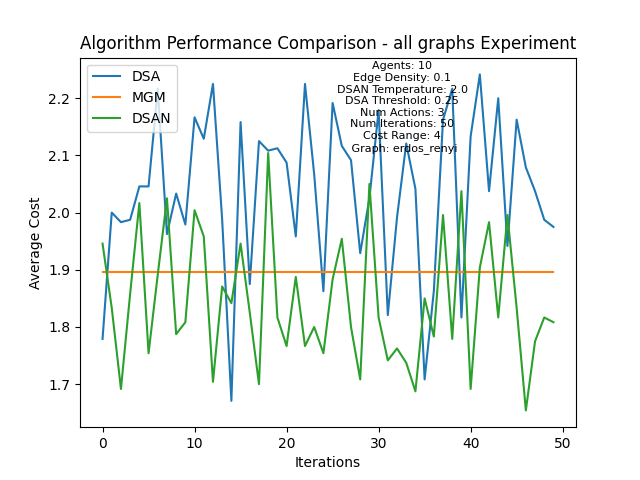 Algorithm Performance Comparison - all graphs Experiment
DSA
MGM
DSAN
Agents: 10
Edge Density: 0.1
DSAN Temperature: 2.0
DSA Threshold: 0.25
Num Actions: 3
Num Iterations: 50
Cost Range: 4
Graph: erdos_renyi
Average Cost
2.2
2.1
2.0
1.9
1.8
1.7
0 10 20 30 40 50
Iterations